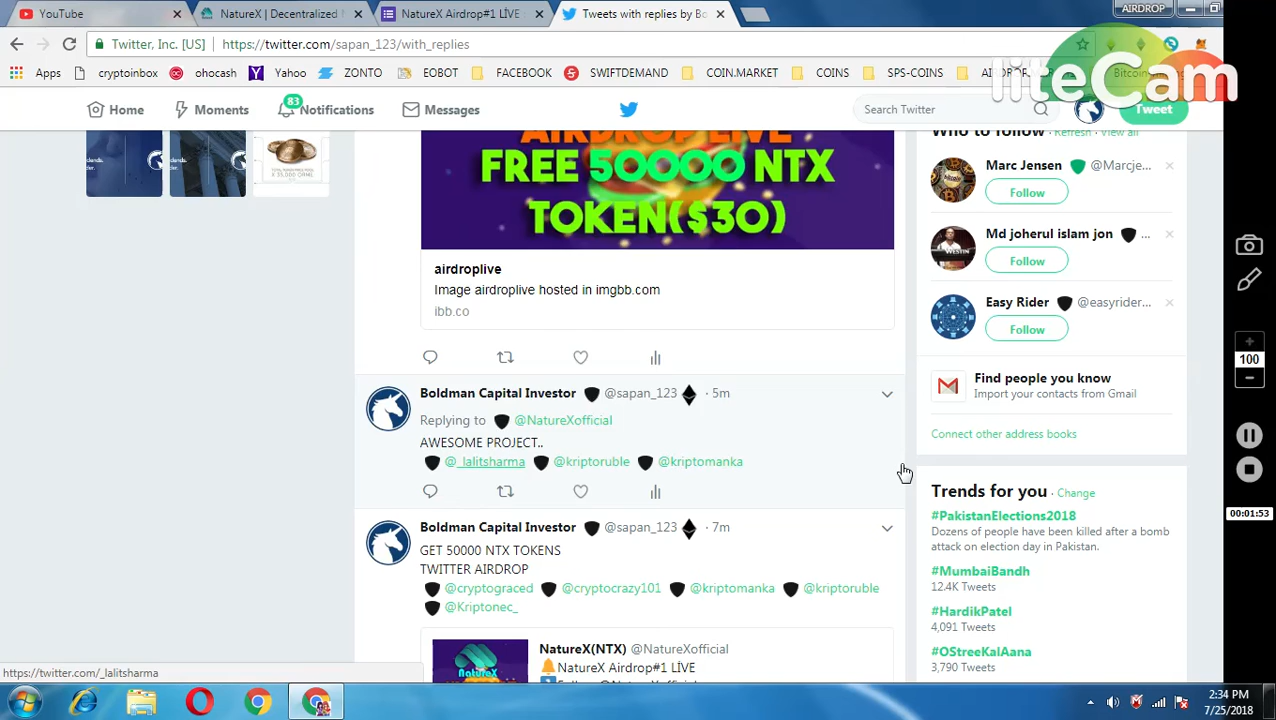 YouTube
NatureX | Decentralized N
NatureX Airdrop#1 LİVE
Tweets with replies by Bo
AIRDROP
Twitter, Inc. [US]
https://twitter.com/sapan_123/with_replies
Apps
cryptoinbox
ohocash
Yahoo
ZONTO
EOBOT
FACEBOOK
SWIFTDEMAND
COIN.MARKET
COINS
SPS-COINS
liteCam
Home
Moments
83
Notifications
Messages
Search Twitter
Tweet
AIRDROP LIVE
FREE 50000 NTX
TOKEN($30)
airdroplive
Image airdroplive hosted in imgbb.com
ibb.co
Boldman Capital Investor @sapan_123 · 5m
Replying to @NatureXofficial
AWESOME PROJECT..
@_lalitsharma @kriptoruble @kriptomanka
Boldman Capital Investor @sapan_123 · 7m
GET 50000 NTX TOKENS
TWITTER AIRDROP
@cryptograced @cryptocrazy101 @kriptomanka @kriptoruble
@Kriptonec_
NatureX
NatureX(NTX) @NatureXofficial
NatureX Airdrop#1 LİVE
Who to follow · Refresh · View all
Marc Jensen @Marcje...
Follow
Md joherul islam jon ...
Follow
Easy Rider @easyrider...
Follow
Find people you know
Import your contacts from Gmail
Connect other address books
Trends for you · Change
#PakistanElections2018
Dozens of people have been killed after a bomb
attack on election day in Pakistan.
#MumbaiBandh
12.4K Tweets
#HardikPatel
4,091 Tweets
#OStreeKalAana
3,790 Tweets
100
00:01:53
https://twitter.com/_lalitsharma
2:34 PM
7/25/2018